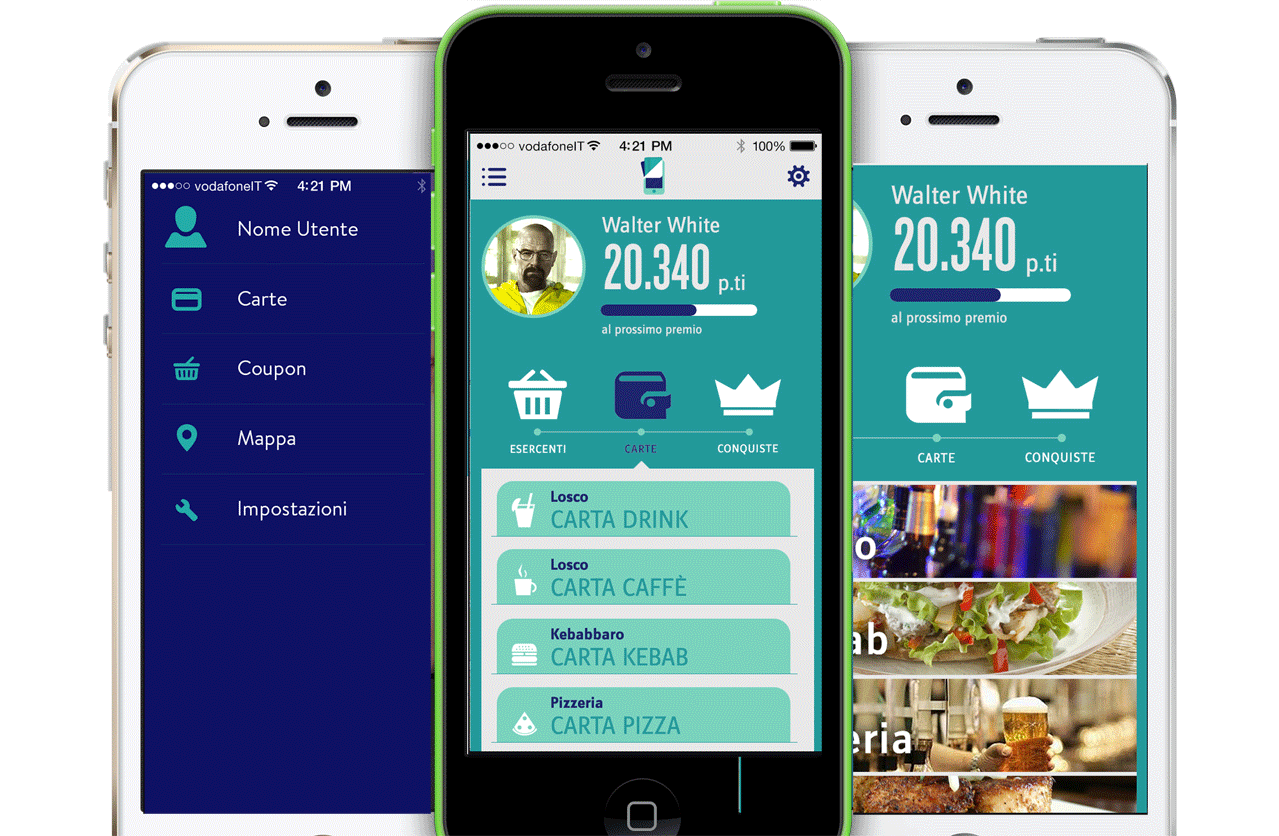 vodafoneIT 4:21 PM
Nome Utente
Carte
Coupon
Mappa
Impostazioni
vodafoneIT 4:21 PM 100%
Walter White
20.340 p.ti
al prossimo premio
ESERCENTI CARTE CONQUISTE
Losco
CARTA DRINK
Losco
CARTA CAFFÈ
Kebabbaro
CARTA KEBAB
Pizzeria
CARTA PIZZA
Walter White
20.340 p.ti
al prossimo premio
CARTE CONQUISTE
o
ab
eria